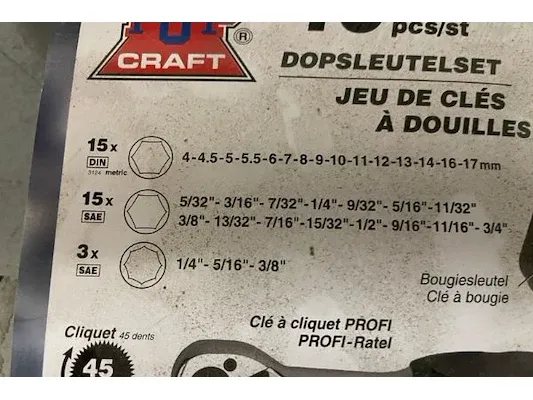 CRAFT ®
pcs/st
DOPSLEUTELSET
JEU DE CLÉS
À DOUILLES
15x
DIN
3124 metric
4-4.5-5-5.5-6-7-8-9-10-11-12-13-14-16-17mm
15x
SAE
5/32"- 3/16"- 7/32"-1/4"- 9/32"- 5/16"-11/32"
3/8"- 13/32"- 7/16"-15/32"-1/2"- 9/16"-11/16"- 3/4"
3x
SAE
1/4"- 5/16"- 3/8"
Bougiesleutel
Clé à bougie
Cliquet 45 dents
45
Clé à cliquet PROFI
PROFI-Ratel